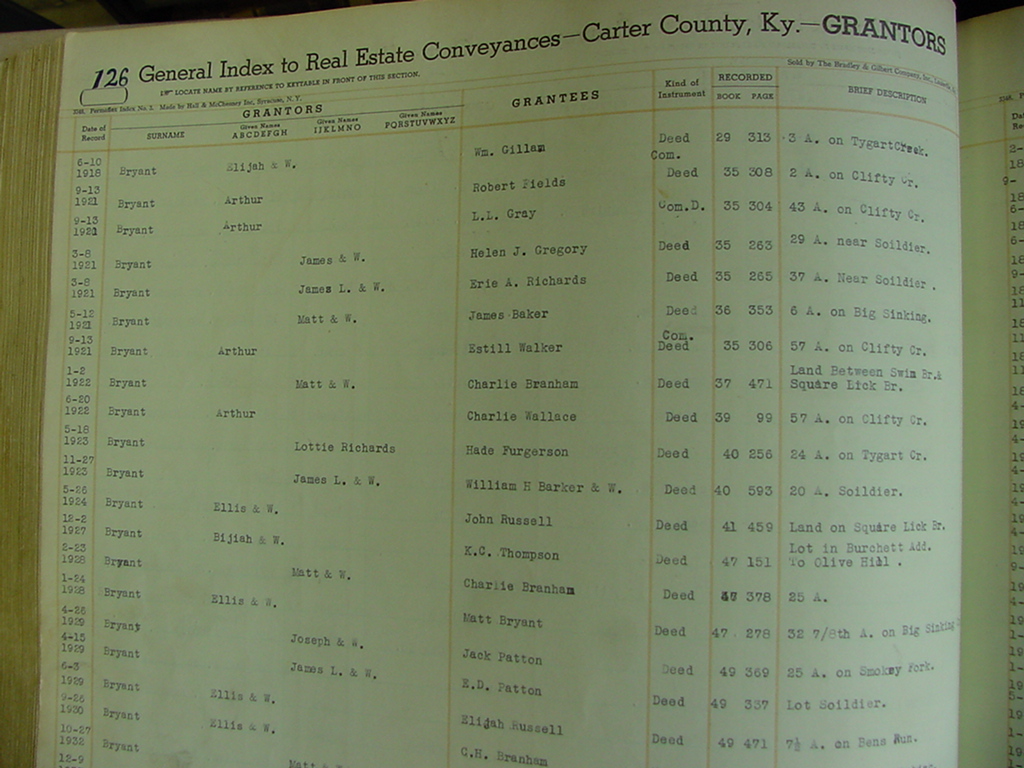 126 General Index to Real Estate Conveyances—Carter County, Ky.—GRANTORS
LOCATE NAME BY REFERENCE TO KEYTABLE IN FRONT OF THIS SECTION.
Index No. 2. Made by Hall & McChesney Inc, Syracuse, N. Y.
Sold by The Bradley & Gilbert Company, Inc.
GRANTORS GRANTEES Kind of Instrument RECORDED BRIEF DESCRIPTION
Date of Record SURNAME Given Names ABCDEFGH Given Names IJKLMNO Given Names PQRSTUVWXYZ BOOK PAGE
6-10 1918 Bryant Elijah & W. Wm. Gillam Deed 29 313 3 A. on Tygart Creek.
9-13 1921 Bryant Arthur Robert Fields Com. Deed 35 308 2 A. on Clifty Cr.
9-13 1921 Bryant Arthur L.L. Gray Com.D. 35 304 43 A. on Clifty Cr.
3-8 1921 Bryant James & W. Helen J. Gregory Deed 35 263 29 A. near Soildier.
3-8 1921 Bryant James L. & W. Erie A. Richards Deed 35 265 37 A. Near Soildier .
5-12 1921 Bryant Matt & W. James Baker Deed 36 353 6 A. on Big Sinking.
9-13 1921 Bryant Arthur Estill Walker Com. Deed 35 306 57 A. on Clifty Cr.
1-2 1922 Bryant Matt & W. Charlie Branham Deed 37 471 Land Between Swim Br.& Square Lick Br.
6-20 1922 Bryant Arthur Charlie Wallace Deed 39 99 57 A. on Clifty Cr.
5-18 1923 Bryant Lottie Richards Hade Furgerson Deed 40 256 24 A. on Tygart Cr.
11-27 1923 Bryant James L. & W. William H Barker & W. Deed 40 593 20 A. Soildier.
5-26 1924 Bryant Ellis & W. John Russell Deed 41 459 Land on Square Lick Br.
12-2 1927 Bryant Bijiah & W. K.C. Thompson Deed 47 151 Lot in Burchett Add. To Olive Hill .
2-23 1928 Bryant Matt & W. Charlie Branham Deed 47 378 25 A.
1-24 1928 Bryant Ellis & W. Matt Bryant Deed 47 278 32 7/8th A. on Big Sinking
4-26 1929 Bryant Joseph & W. Jack Patton Deed 49 369 25 A. on Smokey Fork.
4-15 1929 Bryant James L. & W. E.D. Patton Deed 49 337 Lot Soildier.
6-3 1929 Bryant Ellis & W. Elijah Russell Deed 49 471 7½ A. on Bens Run.
9-26 1930 Bryant Ellis & W. C.H. Branham
10-27 1932 Bryant Matt
12-9